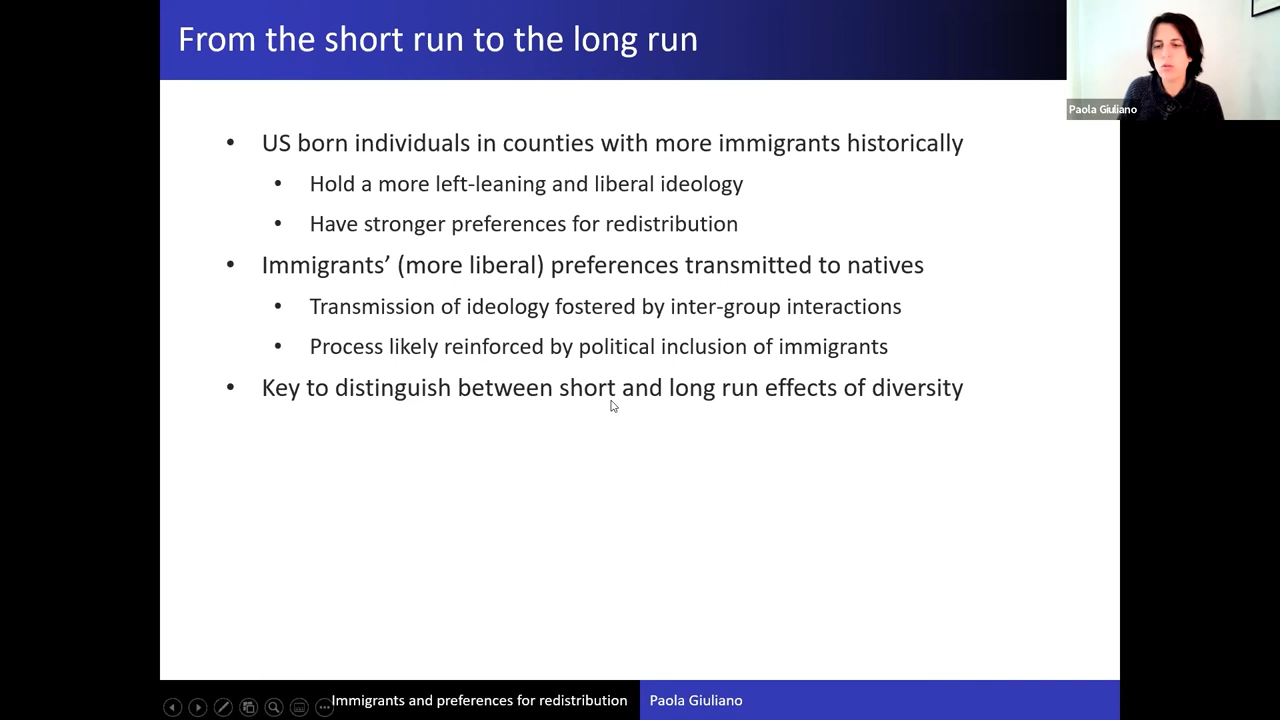 From the short run to the long run
Paola Giuliano
• US born individuals in counties with more immigrants historically
• Hold a more left-leaning and liberal ideology
• Have stronger preferences for redistribution
• Immigrants’ (more liberal) preferences transmitted to natives
• Transmission of ideology fostered by inter-group interactions
• Process likely reinforced by political inclusion of immigrants
• Key to distinguish between short and long run effects of diversity
Immigrants and preferences for redistribution
Paola Giuliano